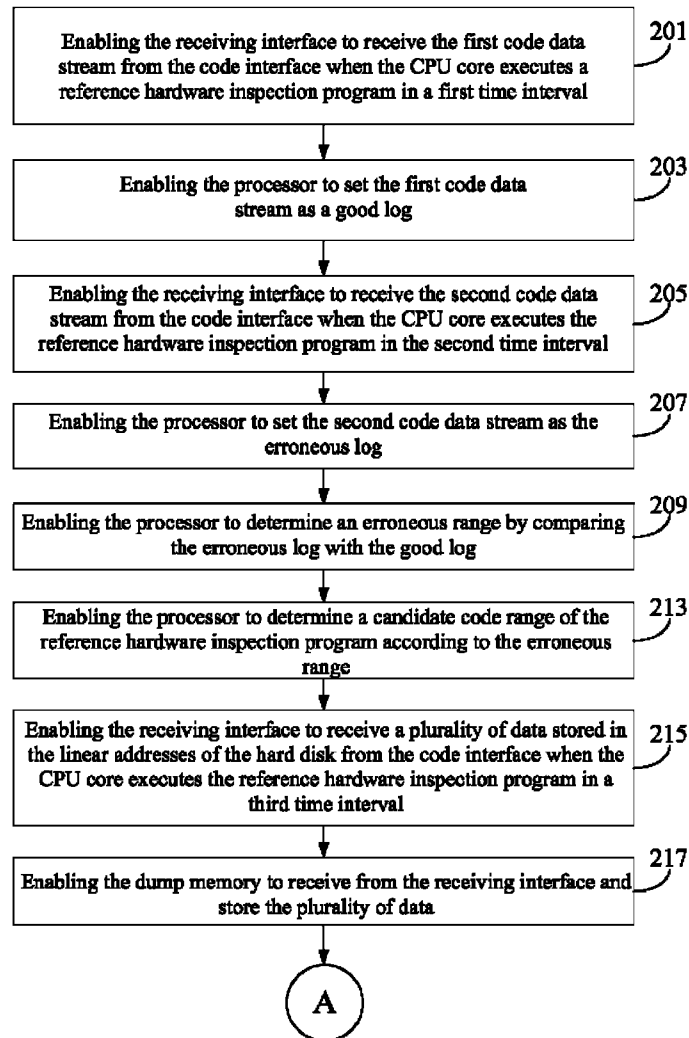 Enabling the receiving interface to receive the first code data
stream from the code interface when the CPU core executes a
reference hardware inspection program in a first time interval
201
Enabling the processor to set the first code data
stream as a good log
203
Enabling the receiving interface to receive the second code data
stream from the code interface when the CPU core executes the
reference hardware inspection program in the second time interval
205
Enabling the processor to set the second code data stream as the
erroneous log
207
Enabling the processor to determine an erroneous range by comparing
the erroneous log with the good log
209
Enabling the processor to determine a candidate code range of the
reference hardware inspection program according to the erroneous
range
213
Enabling the receiving interface to receive a plurality of data stored in
the linear addresses of the hard disk from the code interface when the
CPU core executes the reference hardware inspection program in a
third time interval
215
Enabling the dump memory to receive from the receiving interface and
store the plurality of data
217
A